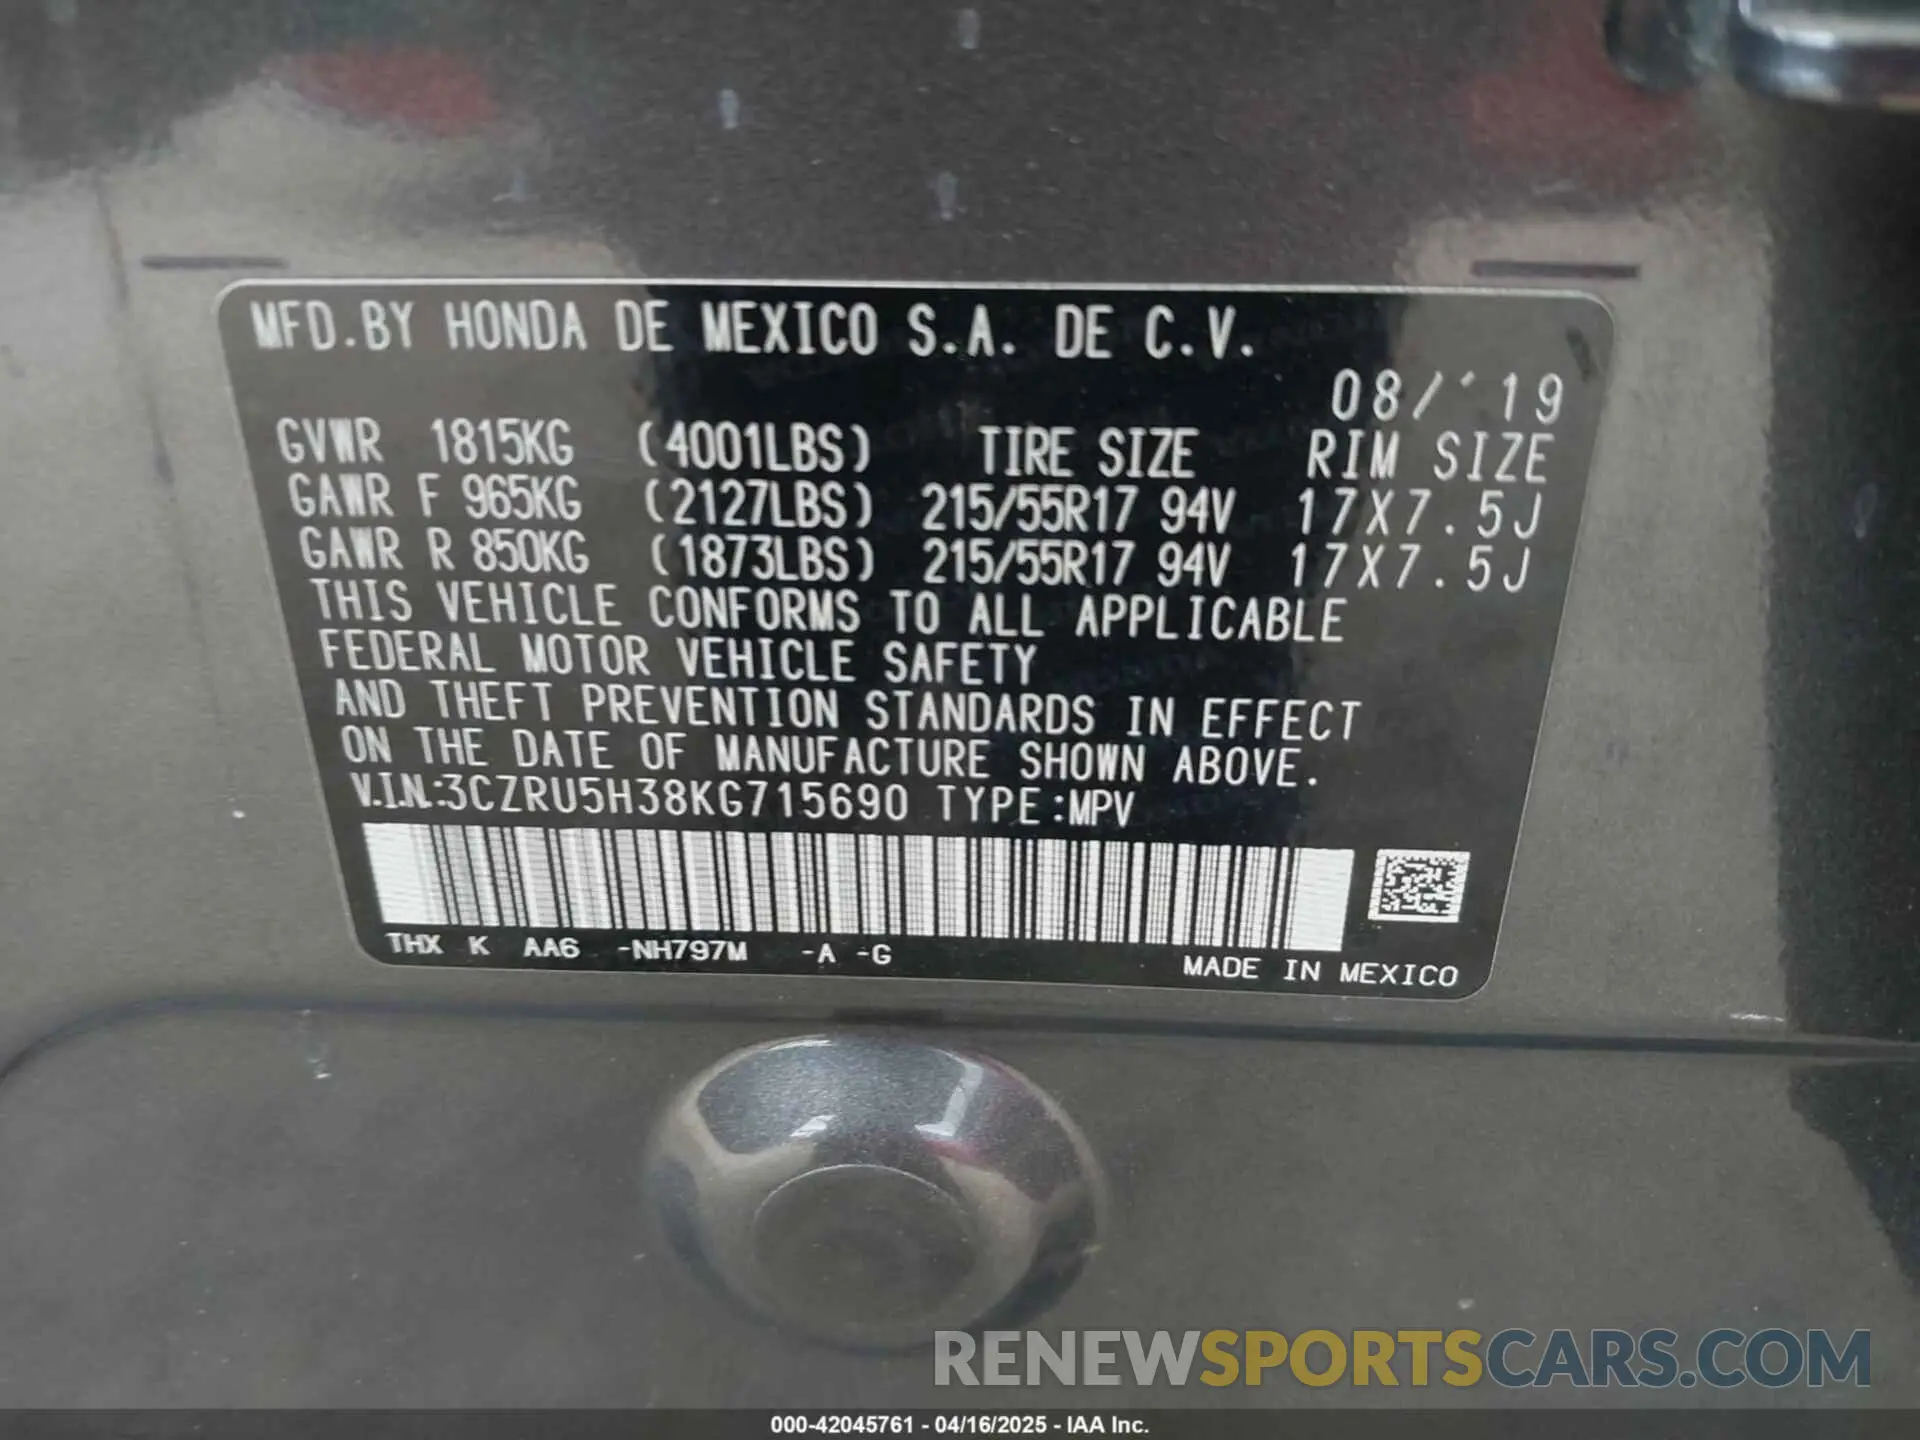 MFD.BY HONDA DE MEXICO S.A. DE C.V.
08/'19
GVWR 1815KG (4001LBS) TIRE SIZE RIM SIZE
GAWR F 965KG (2127LBS) 215/55R17 94V 17X7.5J
GAWR R 850KG (1873LBS) 215/55R17 94V 17X7.5J
THIS VEHICLE CONFORMS TO ALL APPLICABLE
FEDERAL MOTOR VEHICLE SAFETY
AND THEFT PREVENTION STANDARDS IN EFFECT
ON THE DATE OF MANUFACTURE SHOWN ABOVE.
V.I.N.:3CZRU5H38KG715690 TYPE:MPV
THX K AA6 -NH797M -A -G
MADE IN MEXICO
RENEWSPORTSCARS.COM
000-42045761 - 04/16/2025 - IAA Inc.